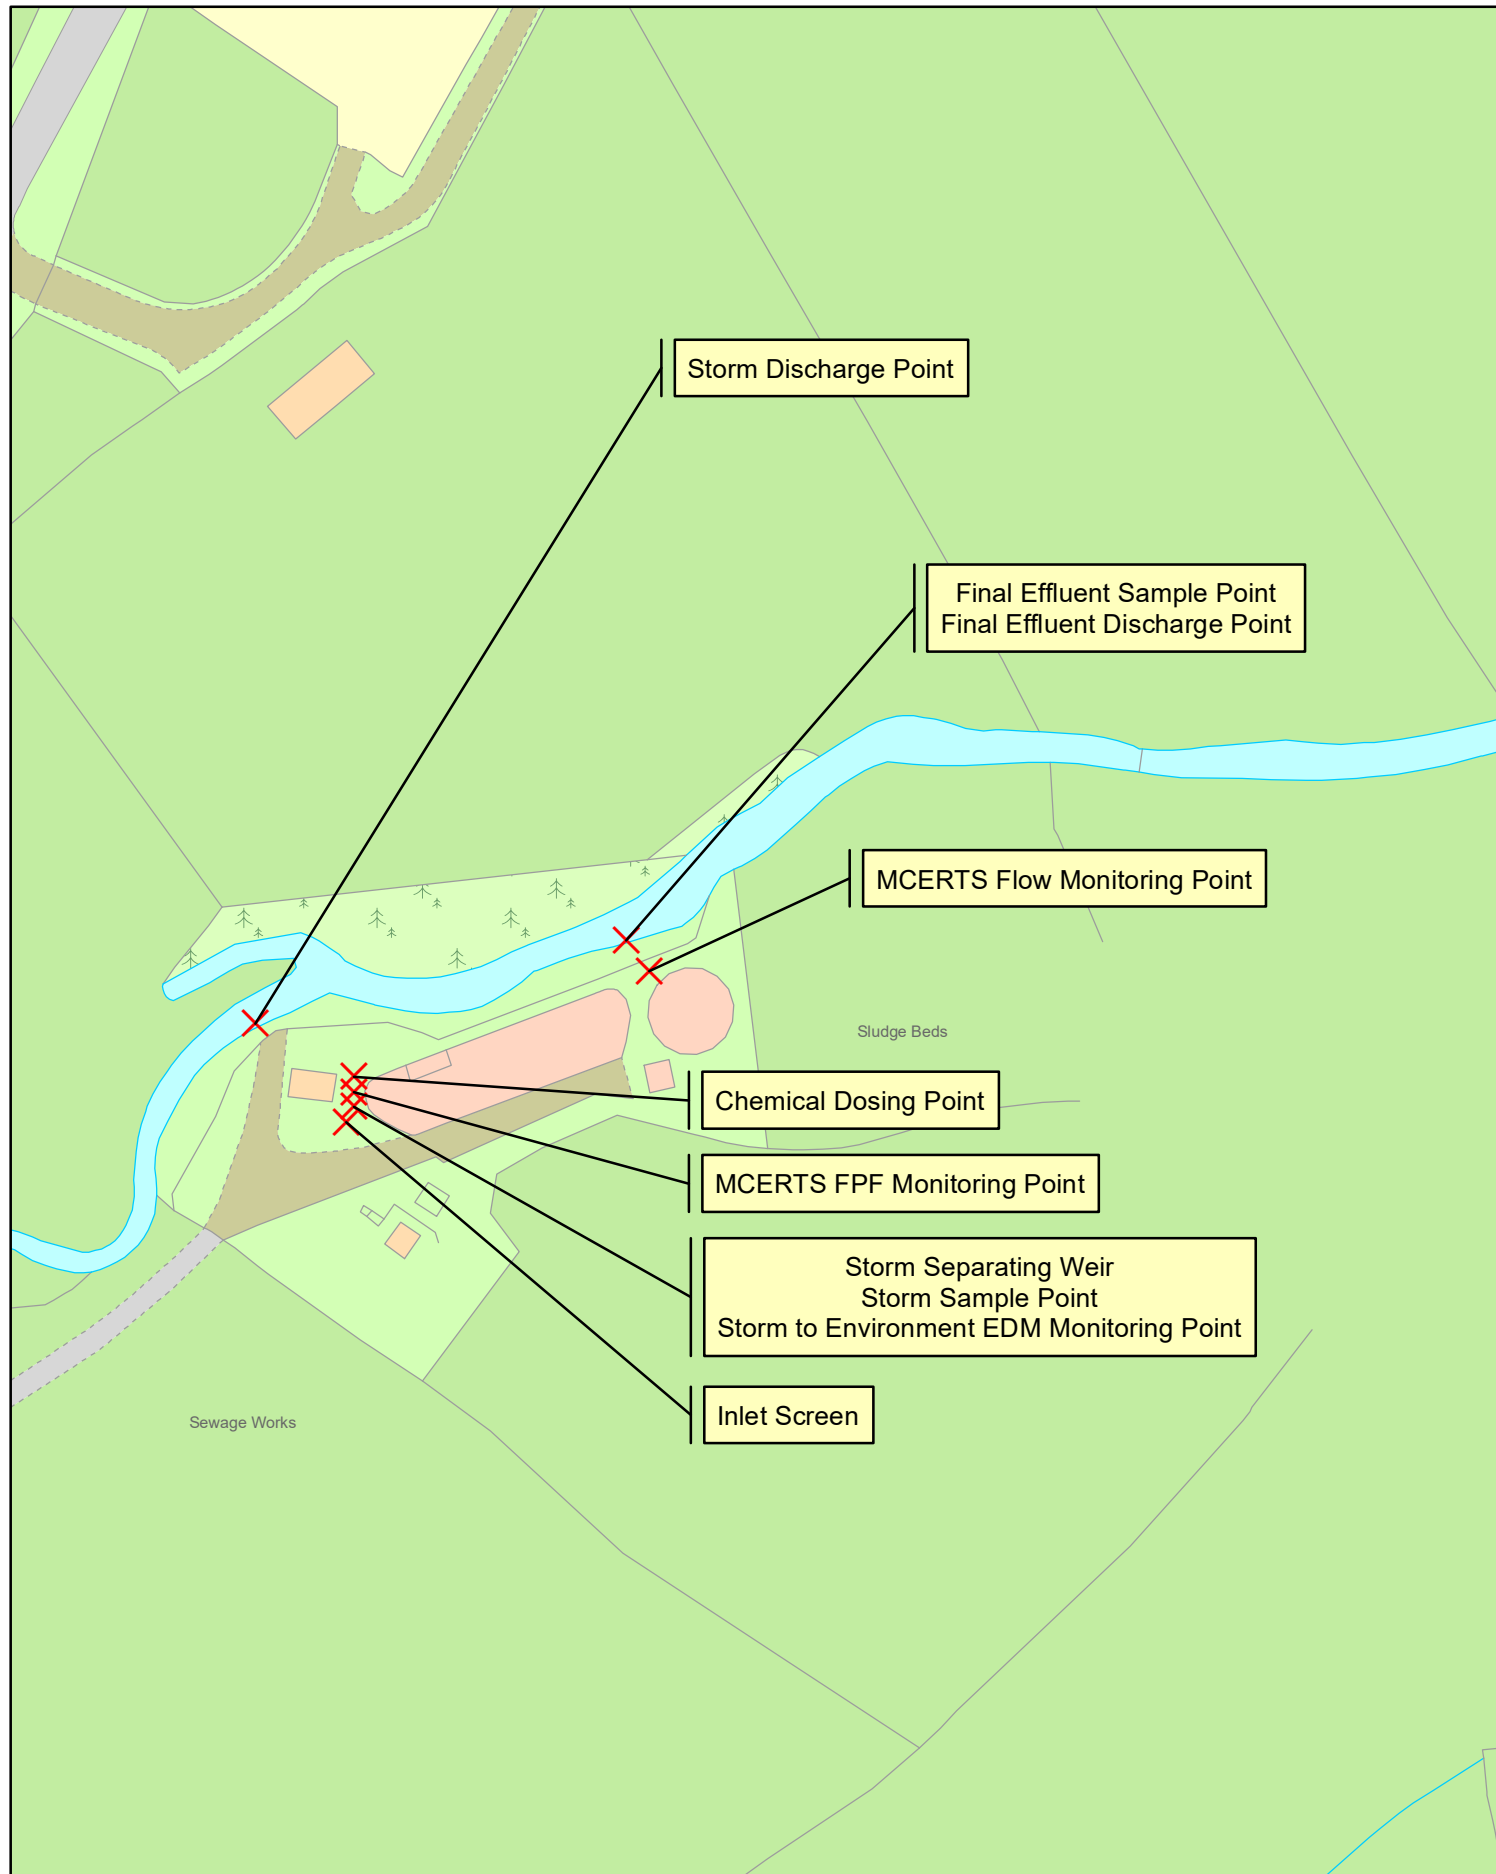 Storm Discharge Point
Final Effluent Sample Point
Final Effluent Discharge Point
MCERTS Flow Monitoring Point
Sludge Beds
Chemical Dosing Point
MCERTS FPF Monitoring Point
Storm Separating Weir
Storm Sample Point
Storm to Environment EDM Monitoring Point
Inlet Screen
Sewage Works